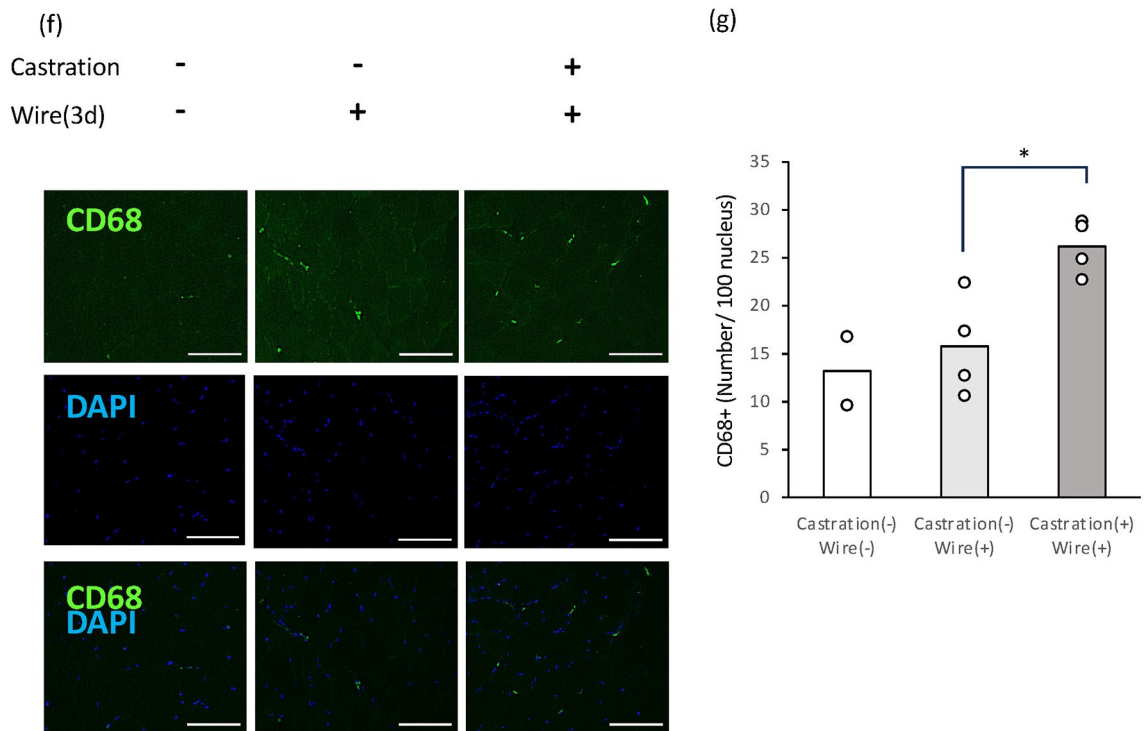 (f)
Castration - - +
Wire(3d) - + +
CD68
DAPI
CD68
DAPI
(g)
*
CD68+ (Number/ 100 nucleus)
35
30
25
20
15
10
5
0
Castration(-) Castration(-) Castration(+)
Wire(-) Wire(+) Wire(+)